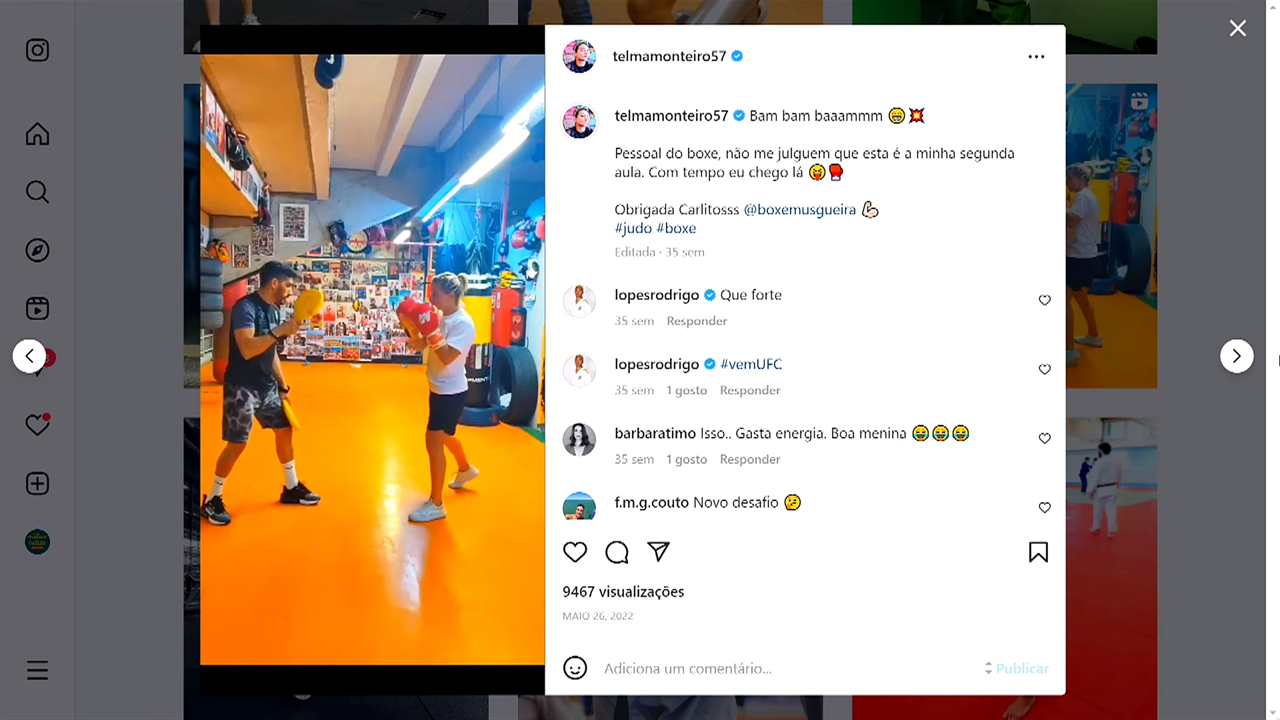 telmamonteiro57
telmamonteiro57 Bam bam baaammm 😁💥
Pessoal do boxe, não me julguem que esta é a minha segunda
aula. Com tempo eu chego lá 😝🥊
Obrigada Carlitosss @boxemusgueira 💪🏻
#judo #boxe
Editada · 35 sem
lopesrodrigo Que forte
35 sem Responder
lopesrodrigo #vemUFC
35 sem 1 gosto Responder
barbaratimo Isso.. Gasta energia. Boa menina 😂😂😂
35 sem 1 gosto Responder
f.m.g.couto Novo desafio 🤔
9467 visualizações
MAIO 26, 2022
Adiciona um comentário...
Publicar